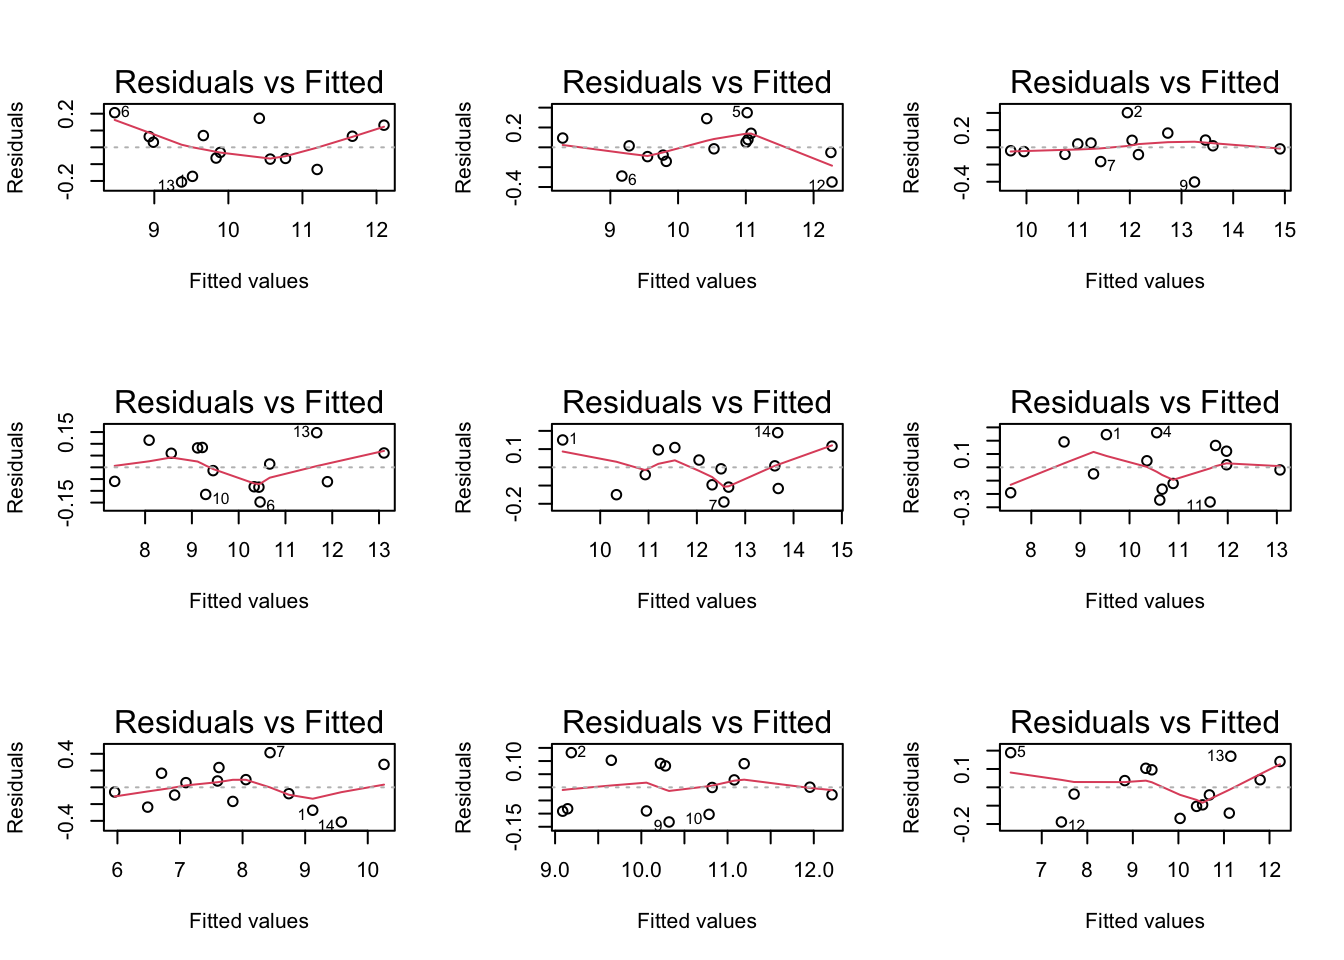 Residuals vs Fitted
Residuals
0.2
-0.2
6
13
9 10 11 12
Fitted values
Residuals vs Fitted
Residuals
0.2
-0.4
5
6
12
9 10 11 12
Fitted values
Residuals vs Fitted
Residuals
0.2
-0.4
2
7
9
10 11 12 13 14 15
Fitted values
Residuals vs Fitted
Residuals
0.15
-0.15
13
10
6
8 9 10 11 12 13
Fitted values
Residuals vs Fitted
Residuals
0.1
-0.2
1
14
7
10 11 12 13 14 15
Fitted values
Residuals vs Fitted
Residuals
0.1
-0.3
1
4
11
8 9 10 11 12 13
Fitted values
Residuals vs Fitted
Residuals
0.4
-0.4
7
1
14
6 7 8 9 10
Fitted values
Residuals vs Fitted
Residuals
0.10
-0.15
2
9
10
9.0 10.0 11.0 12.0
Fitted values
Residuals vs Fitted
Residuals
0.1
-0.2
5
13
12
7 8 9 10 11 12
Fitted values